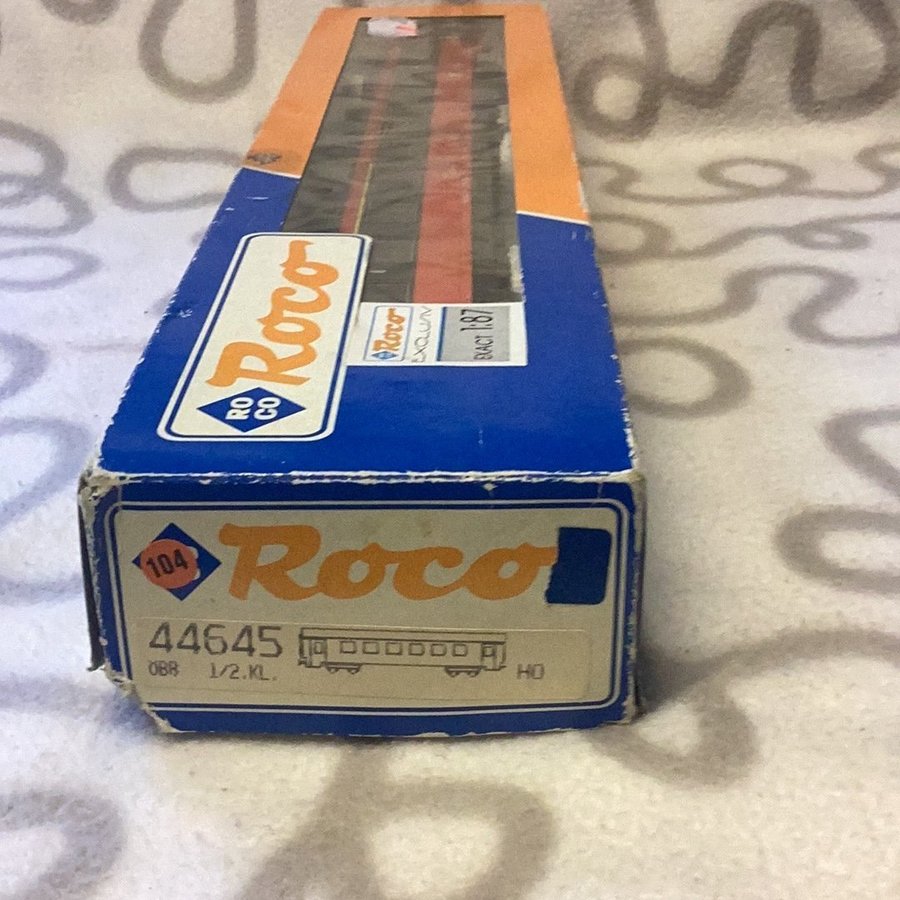 Roco
RO
CO
Roco
EXCLUSIV
EXACT 1:87
104
Roco
44645
ÖBB 1/2.KL.
HO